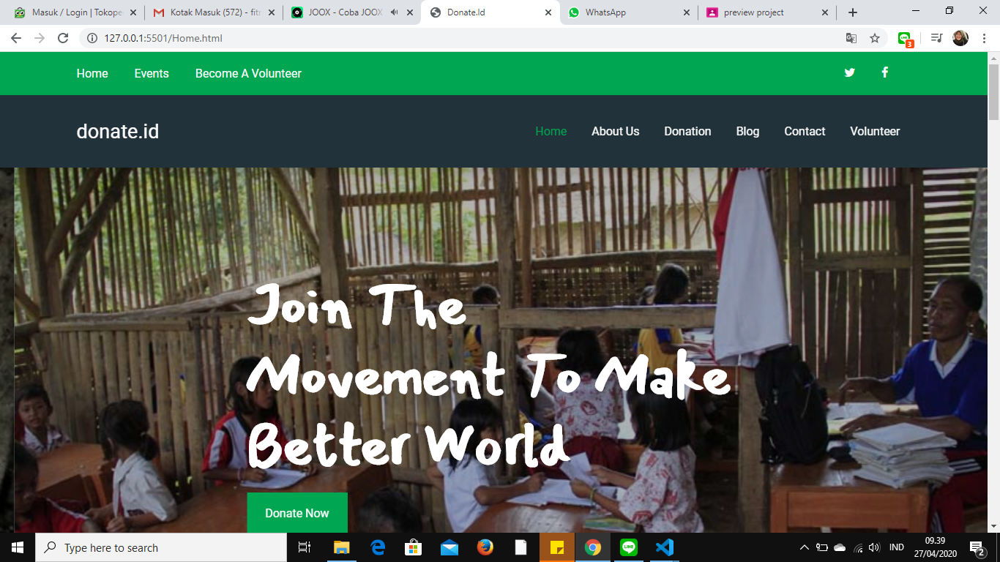 Masuk / Login | Tokope
Kotak Masuk (572) - fitr
JOOX - Coba JOOX
Donate.Id
WhatsApp
preview project
127.0.0.1:5501/Home.html
3
Home
Events
Become A Volunteer
donate.id
Home
About Us
Donation
Blog
Contact
Volunteer
Join The
Movement To Make
Better World
Donate Now
Type here to search
LINE
IND
09.39
27/04/2020
2